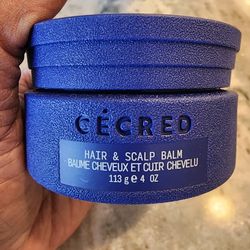 CÉCRED
HAIR & SCALP BALM
BAUME CHEVEUX ET CUIR CHEVELU
113 g ℮ 4 OZ